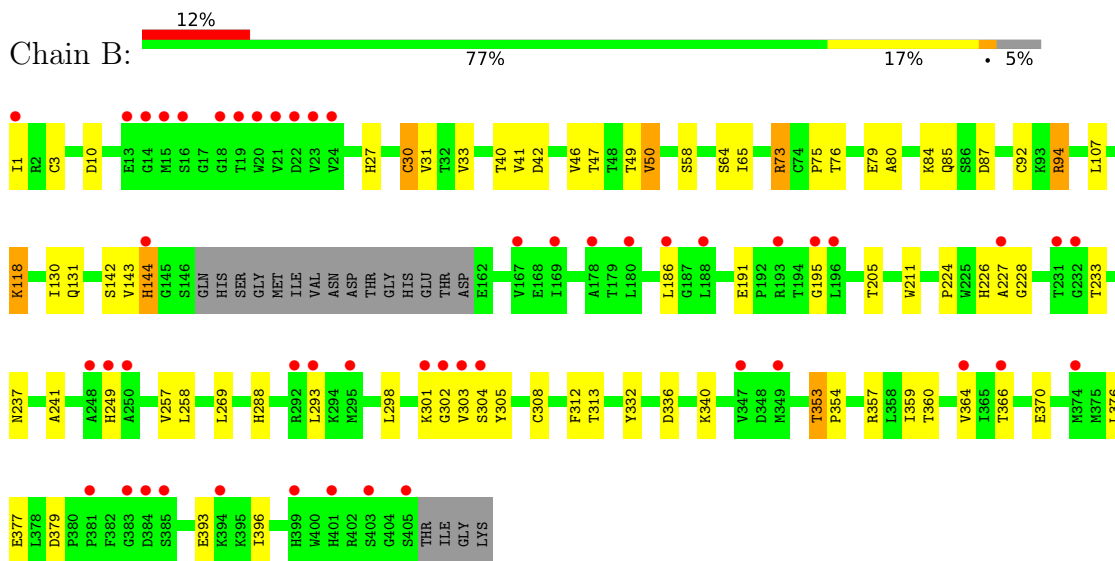 12%
Chain B:
77% 17% • 5%
I1 R2 C3 D10 E13 G14 M15 S16 G17 G18 T19 W20 V21 D22 V23 V24 H27 C30 V31 T32 V33 T40 V41 D42 V46 T47 T48 T49 V50 S58 S64 I65 R73 C74 P75 T76 E79 A80 K84 Q85 S86 D87 C92 K93 R94 L107
K118 I130 Q131 S142 V143 H144 G145 S146 GLN HIS SER GLY MET ILE VAL ASN ASP THR GLY HIS GLU THR ASP E162 V167 E168 I169 A178 T179 L180 L186 G187 L188 E191 P192 R193 T194 G195 L196 T205 W211 P224 W225 H226 A227 G228 T231 G232 T233
N237 A241 A248 H249 A250 V257 L258 L269 H288 R292 L293 K294 M295 L298 K301 G302 V303 S304 Y305 C308 F312 T313 Y332 D336 K340 V347 D348 M349 T353 P354 R357 L358 I359 T360 V364 I365 T366 E370 M374 M375 L376
E377 L378 D379 P380 P381 F382 G383 D384 S385 E393 K394 K395 I396 H399 W400 H401 R402 S403 G404 S405 THR ILE GLY LYS